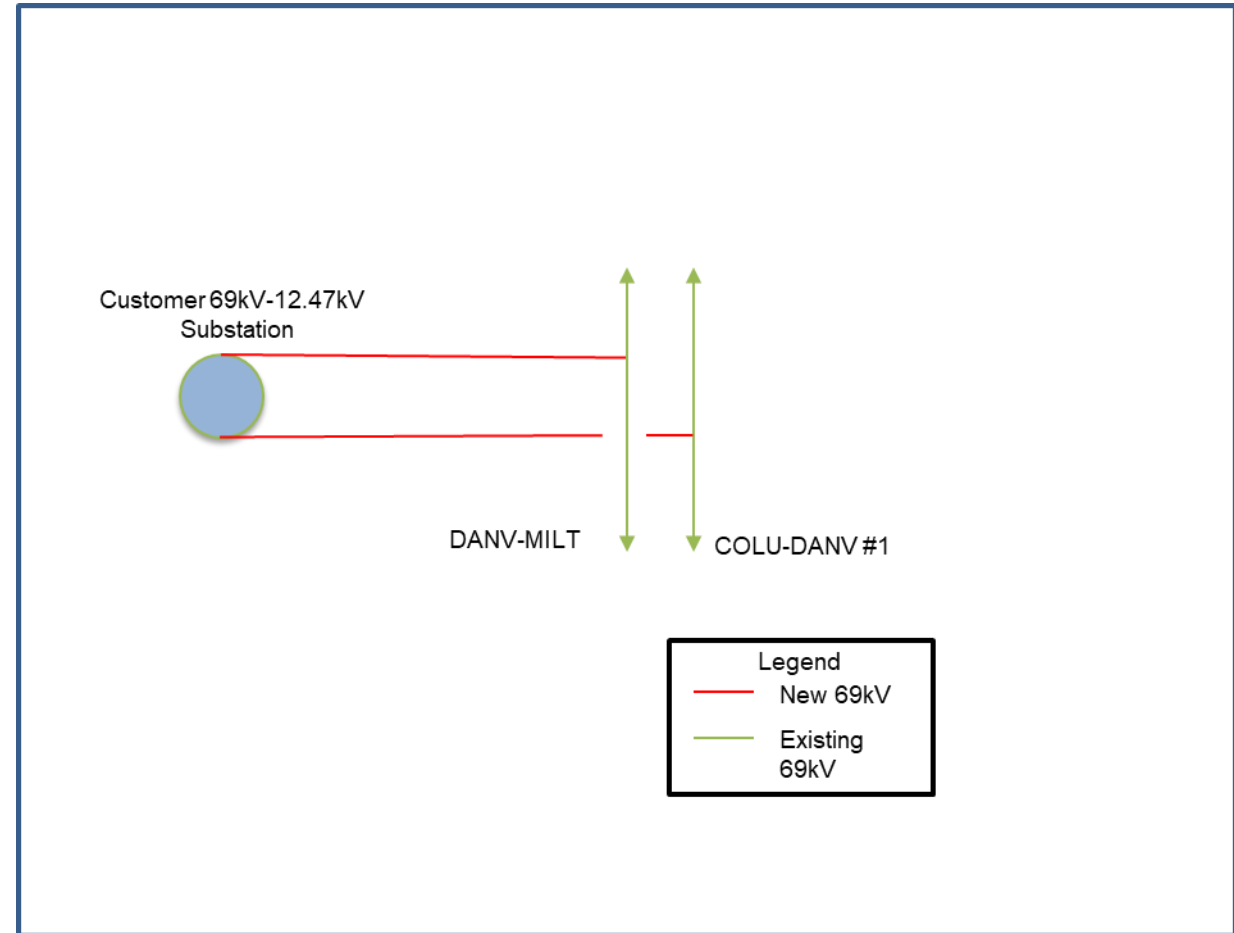 Customer 69kV-12.47kV
Substation
DANV-MILT
COLU-DANV #1
Legend
New 69kV
Existing
69kV